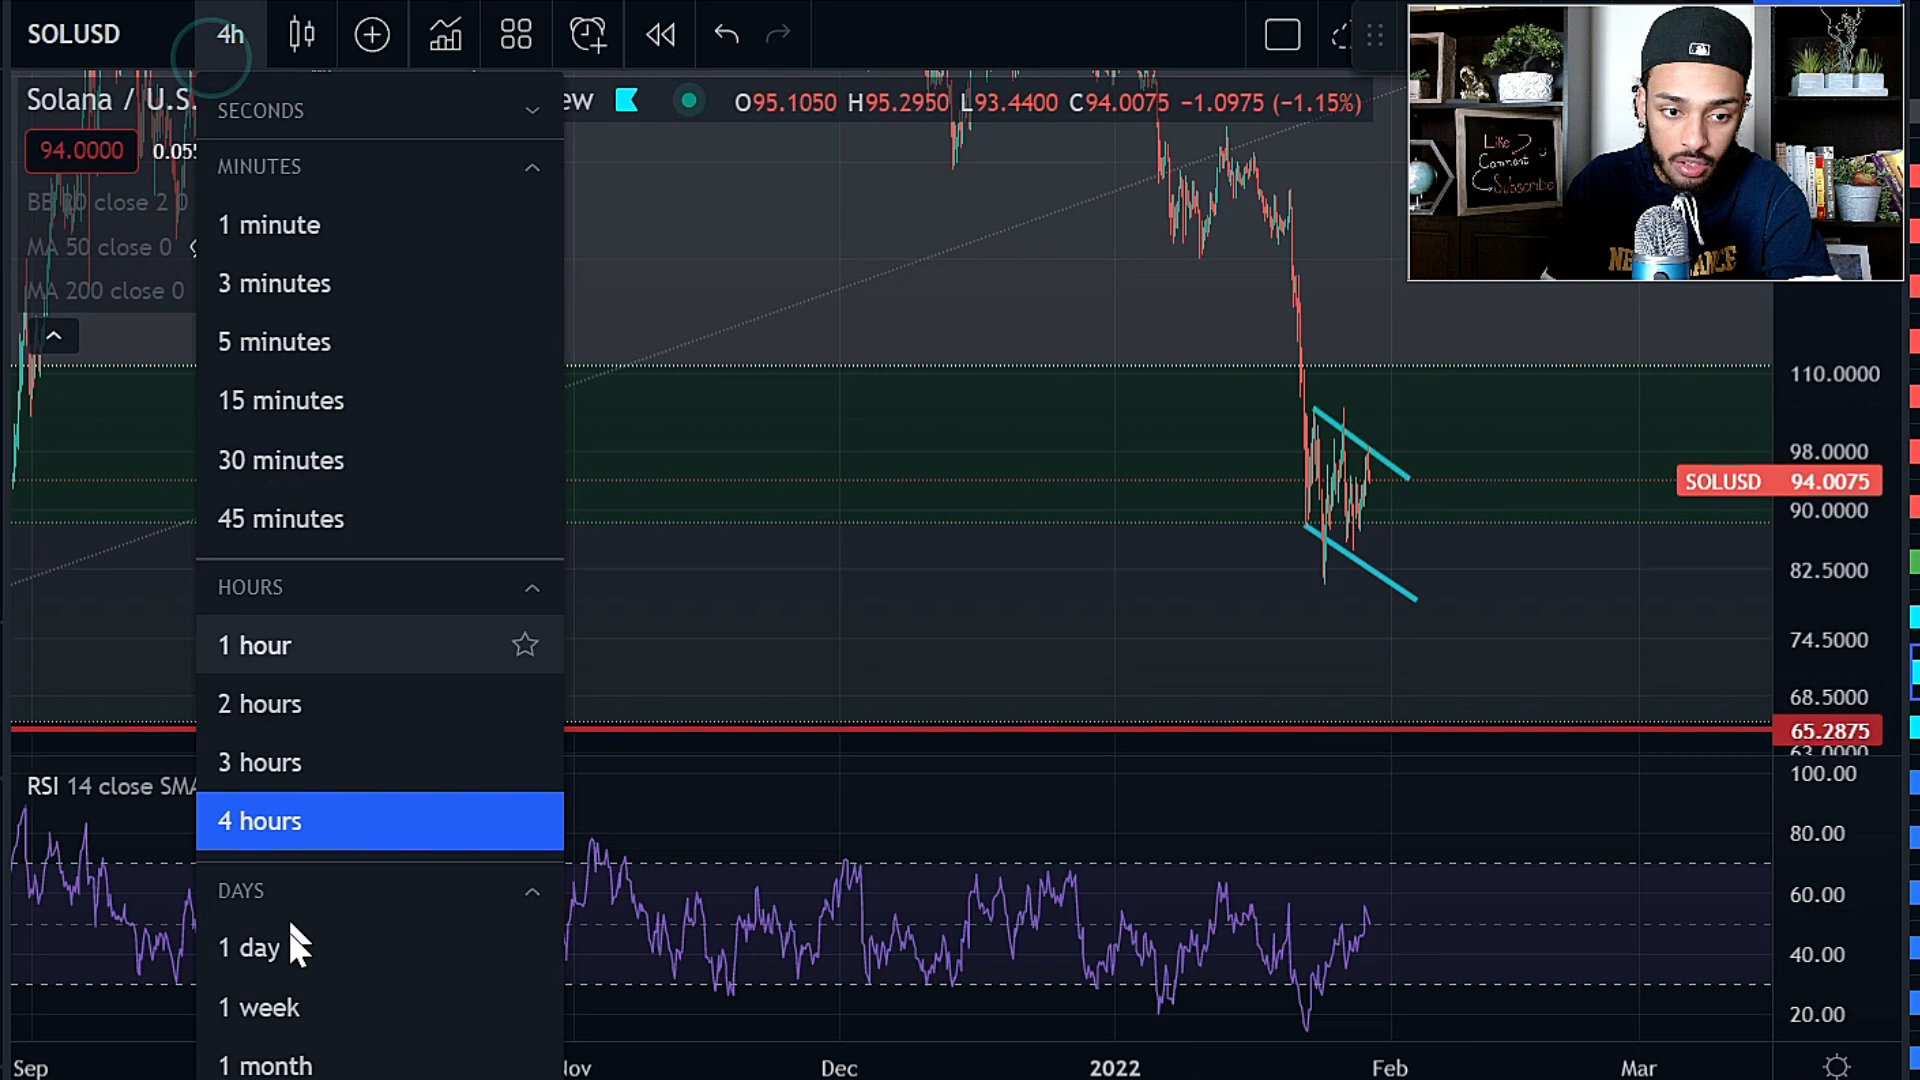 SOLUSD
4h
Solana / U.S.
ew
O95.1050 H95.2950 L93.4400 C94.0075 −1.0975 (−1.15%)
94.0000
0.05
BB 20 close 2 0
MA 50 close 0
MA 200 close 0
SECONDS
MINUTES
1 minute
3 minutes
5 minutes
15 minutes
30 minutes
45 minutes
HOURS
1 hour
2 hours
3 hours
4 hours
DAYS
1 day
1 week
1 month
Like
Comment
Subscribe
110.0000
98.0000
SOLUSD 94.0075
90.0000
82.5000
74.5000
68.5000
65.2875
63.0000
RSI 14 close SMA
100.00
80.00
60.00
40.00
20.00
Sep
Nov
Dec
2022
Feb
Mar